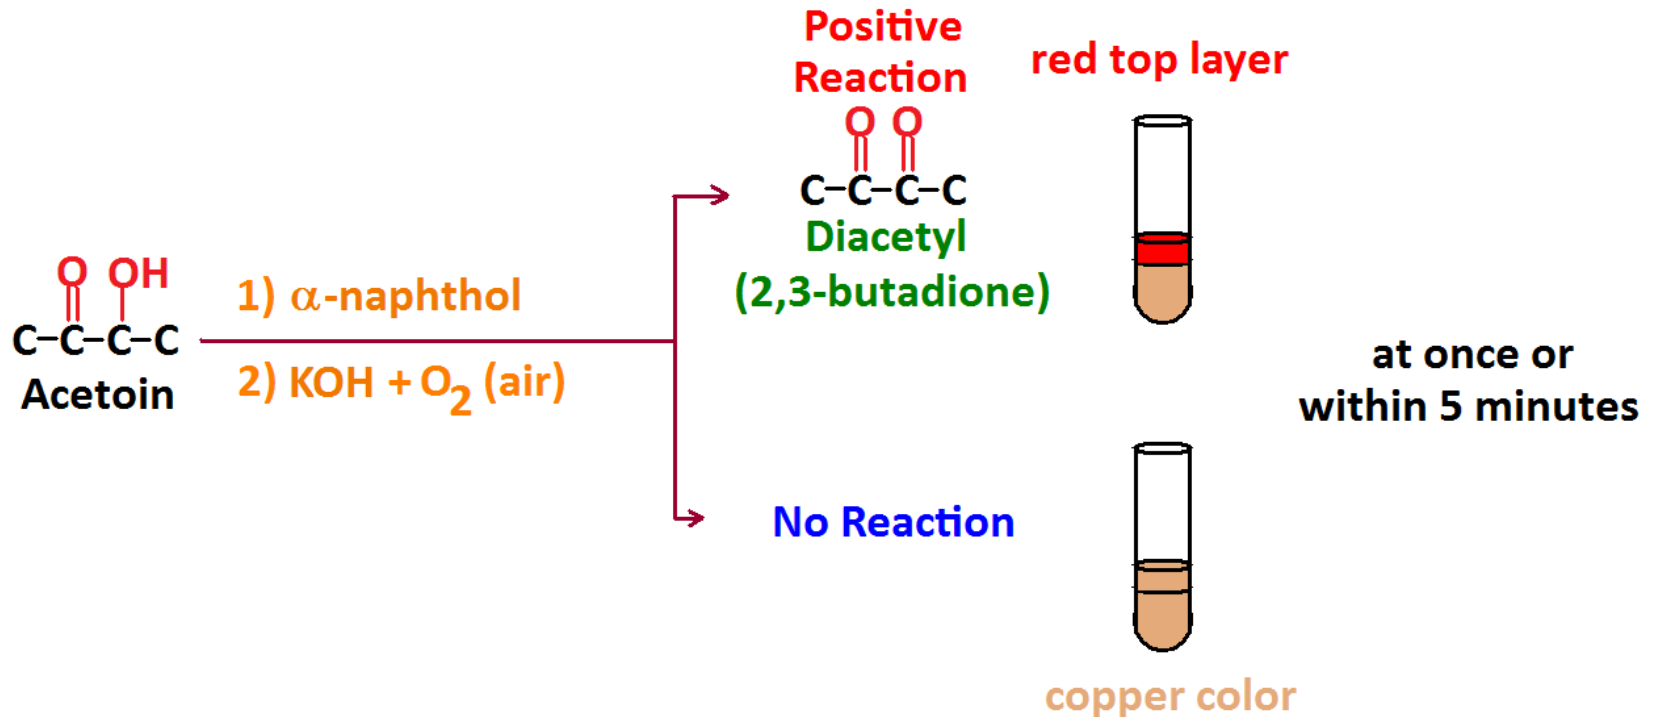 Positive
Reaction
red top layer
O O
C-C-C-C
Diacetyl
(2,3-butadione)
O OH
C-C-C-C
Acetoin
1) α-naphthol
2) KOH + O2 (air)
at once or
within 5 minutes
No Reaction
copper color